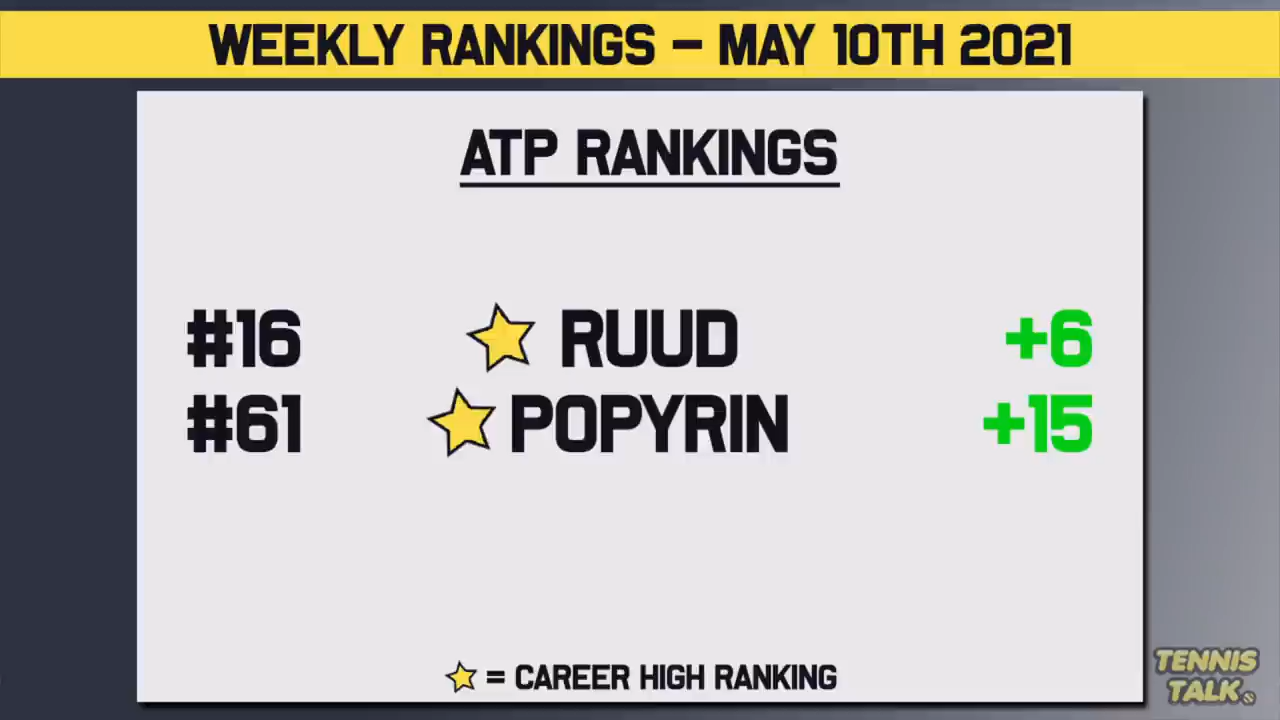 WEEKLY RANKINGS – MAY 10TH 2021
ATP RANKINGS
#16 RUUD +6
#61 POPYRIN +15
= CAREER HIGH RANKING
TENNIS
TALK